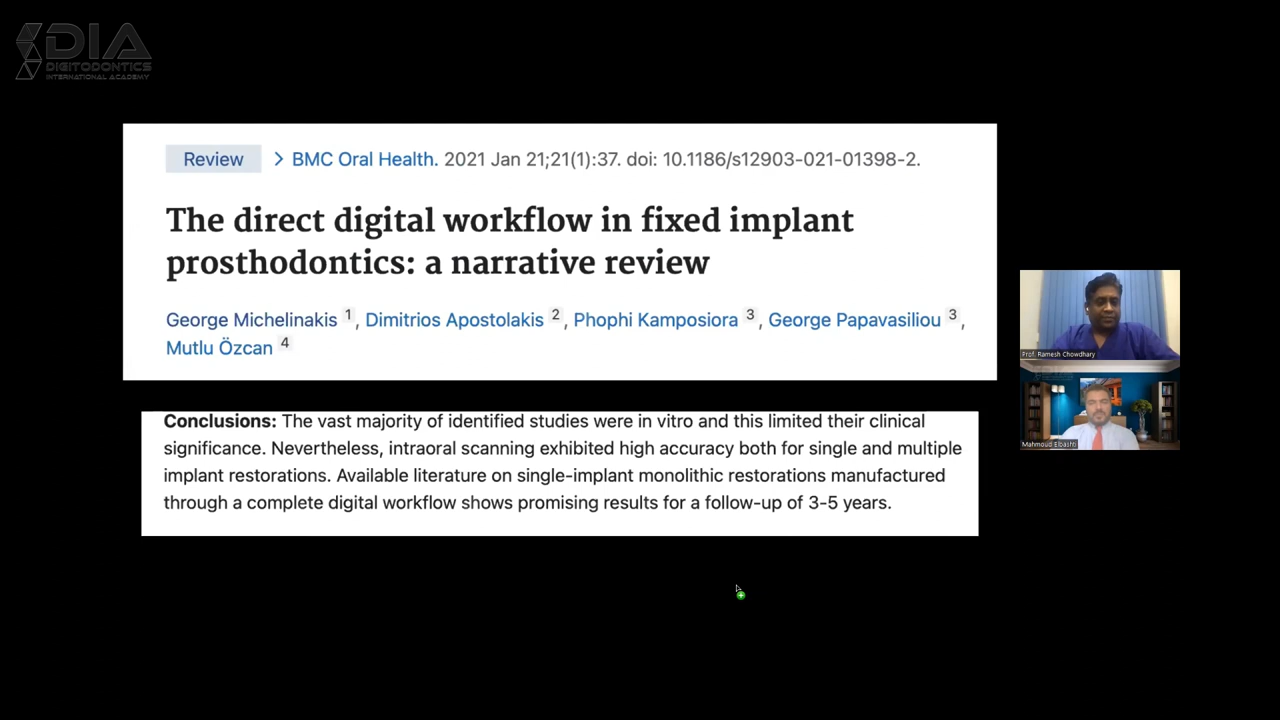 DIA
DIGITODONTICS
INTERNATIONAL ACADEMY
Review > BMC Oral Health. 2021 Jan 21;21(1):37. doi: 10.1186/s12903-021-01398-2.
The direct digital workflow in fixed implant
prosthodontics: a narrative review
George Michelinakis 1, Dimitrios Apostolakis 2, Phophi Kamposiora 3, George Papavasiliou 3,
Mutlu Özcan 4
Conclusions: The vast majority of identified studies were in vitro and this limited their clinical
significance. Nevertheless, intraoral scanning exhibited high accuracy both for single and multiple
implant restorations. Available literature on single-implant monolithic restorations manufactured
through a complete digital workflow shows promising results for a follow-up of 3-5 years.
Prof. Ramesh Chowdhary
Mahmoud Elbashti